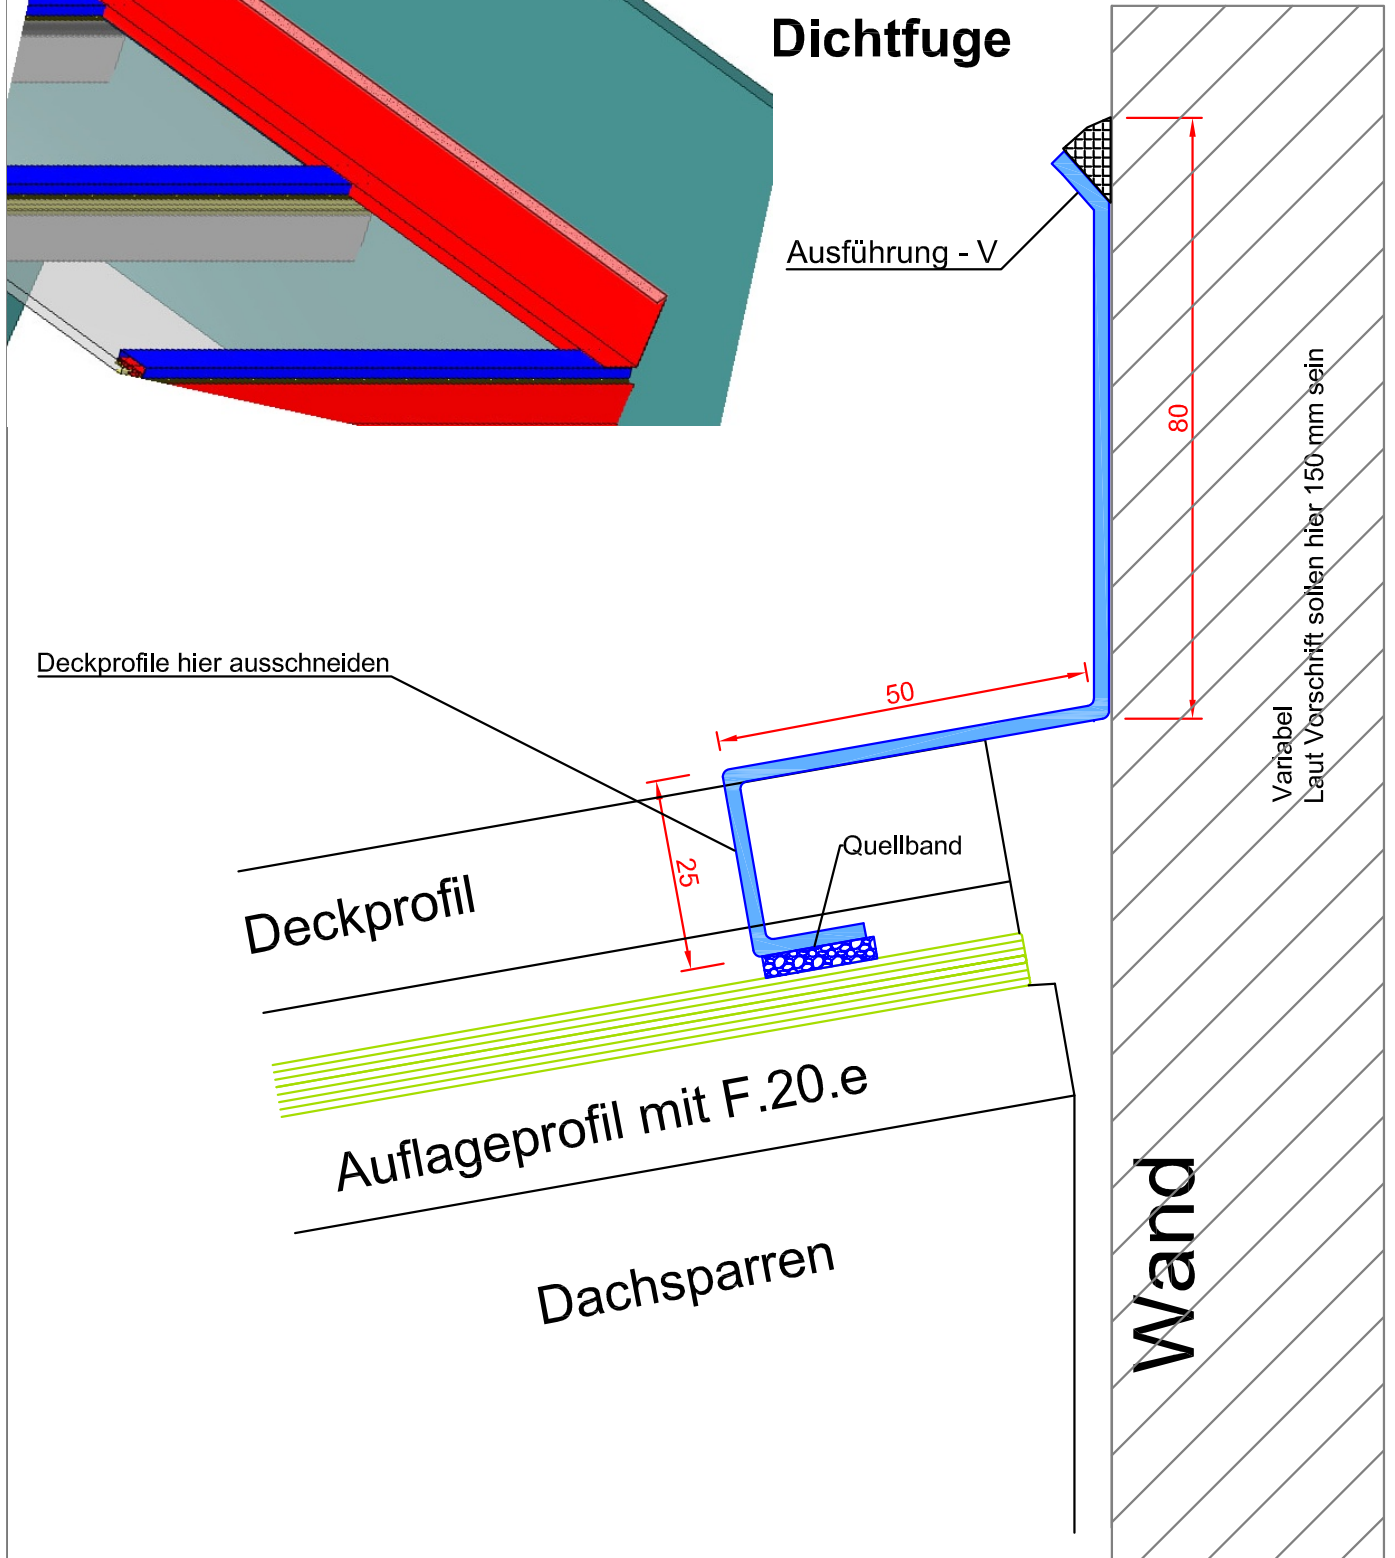 Dichtfuge
Ausführung - V
80
Variabel
Laut Vorschrift sollen hier 150 mm sein
Deckprofile hier ausschneiden
50
25
Quellband
Deckprofil
Auflageprofil mit F.20.e
Dachsparren
Wand